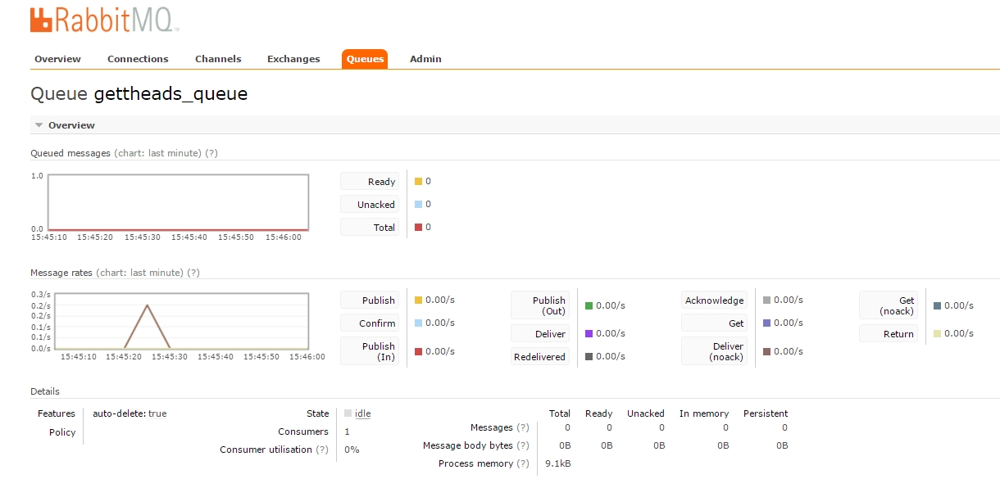 RabbitMQ™
Overview Connections Channels Exchanges Queues Admin
Queue gettheads_queue
Overview
Queued messages (chart: last minute) (?)
1.0
0.0
15:45:10 15:45:20 15:45:30 15:45:40 15:45:50 15:46:00
Ready 0
Unacked 0
Total 0
Message rates (chart: last minute) (?)
0.3/s
0.2/s
0.2/s
0.1/s
0.1/s
0.0/s
15:45:10 15:45:20 15:45:30 15:45:40 15:45:50 15:46:00
Publish 0.00/s
Confirm 0.00/s
Publish
(In) 0.00/s
Publish
(Out) 0.00/s
Deliver 0.00/s
Redelivered 0.00/s
Acknowledge 0.00/s
Get 0.00/s
Deliver
(noack) 0.00/s
Get
(noack) 0.00/s
Return 0.00/s
Details
Features auto-delete: true
Policy
State idle
Consumers 1
Consumer utilisation (?) 0%
Total Ready Unacked In memory Persistent
Messages (?) 0 0 0 0 0
Message body bytes (?) 0B 0B 0B 0B 0B
Process memory (?) 9.1kB